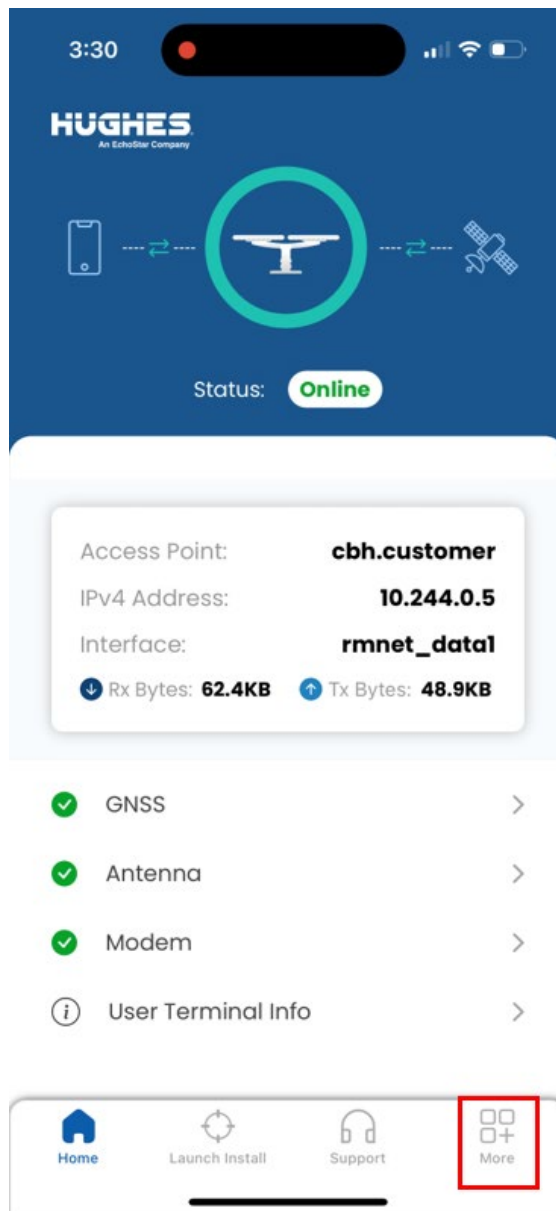 3:30
HUGHES
An EchoStar Company
Status: Online
Access Point: cbh.customer
IPv4 Address: 10.244.0.5
Interface: rmnet_data1
Rx Bytes: 62.4KB Tx Bytes: 48.9KB
GNSS
Antenna
Modem
i User Terminal Info
Home Launch Install Support More